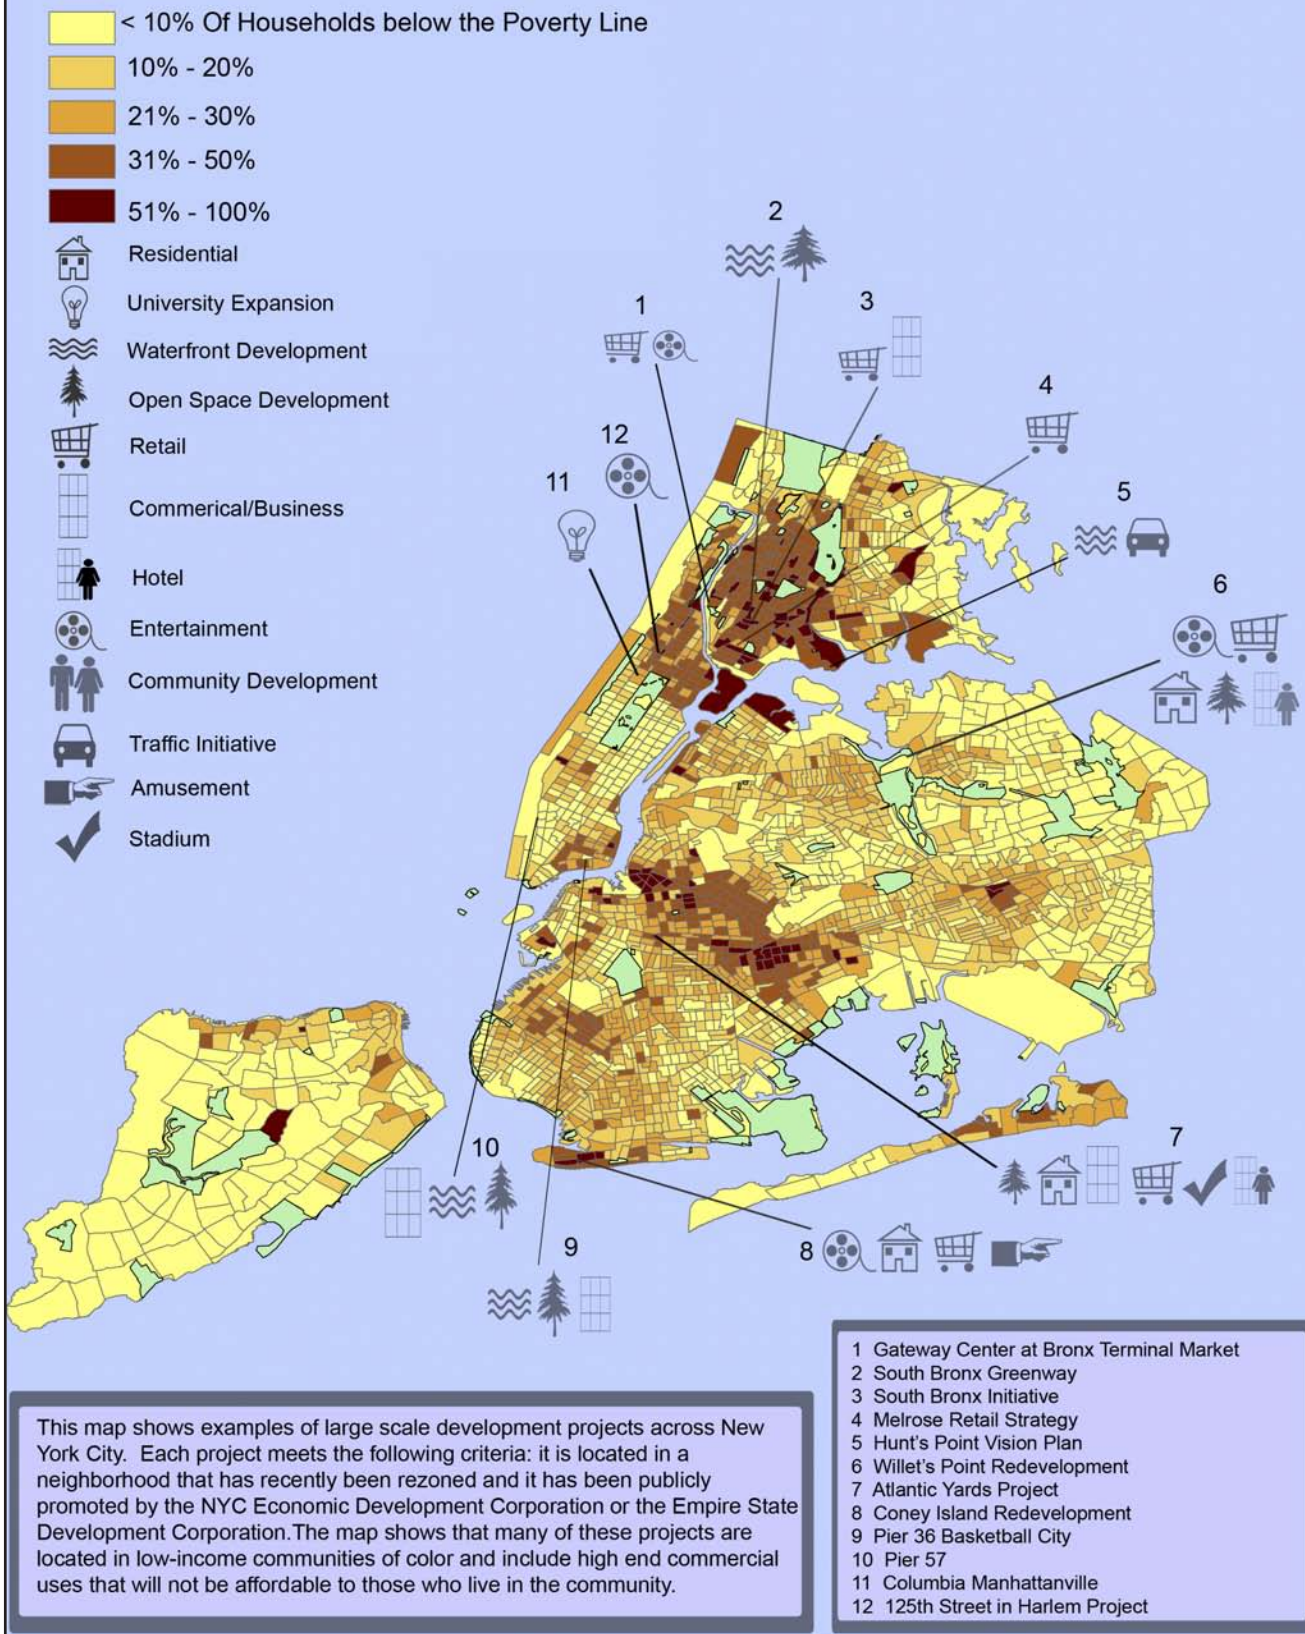 < 10% Of Households below the Poverty Line
10% - 20%
21% - 30%
31% - 50%
51% - 100%
Residential
University Expansion
Waterfront Development
Open Space Development
Retail
Commerical/Business
Hotel
Entertainment
Community Development
Traffic Initiative
Amusement
Stadium
2
1
3
4
12
11
5
6
10
7
9
8
This map shows examples of large scale development projects across New
York City. Each project meets the following criteria: it is located in a
neighborhood that has recently been rezoned and it has been publicly
promoted by the NYC Economic Development Corporation or the Empire State
Development Corporation.The map shows that many of these projects are
located in low-income communities of color and include high end commercial
uses that will not be affordable to those who live in the community.
1 Gateway Center at Bronx Terminal Market
2 South Bronx Greenway
3 South Bronx Initiative
4 Melrose Retail Strategy
5 Hunt's Point Vision Plan
6 Willet's Point Redevelopment
7 Atlantic Yards Project
8 Coney Island Redevelopment
9 Pier 36 Basketball City
10 Pier 57
11 Columbia Manhattanville
12 125th Street in Harlem Project